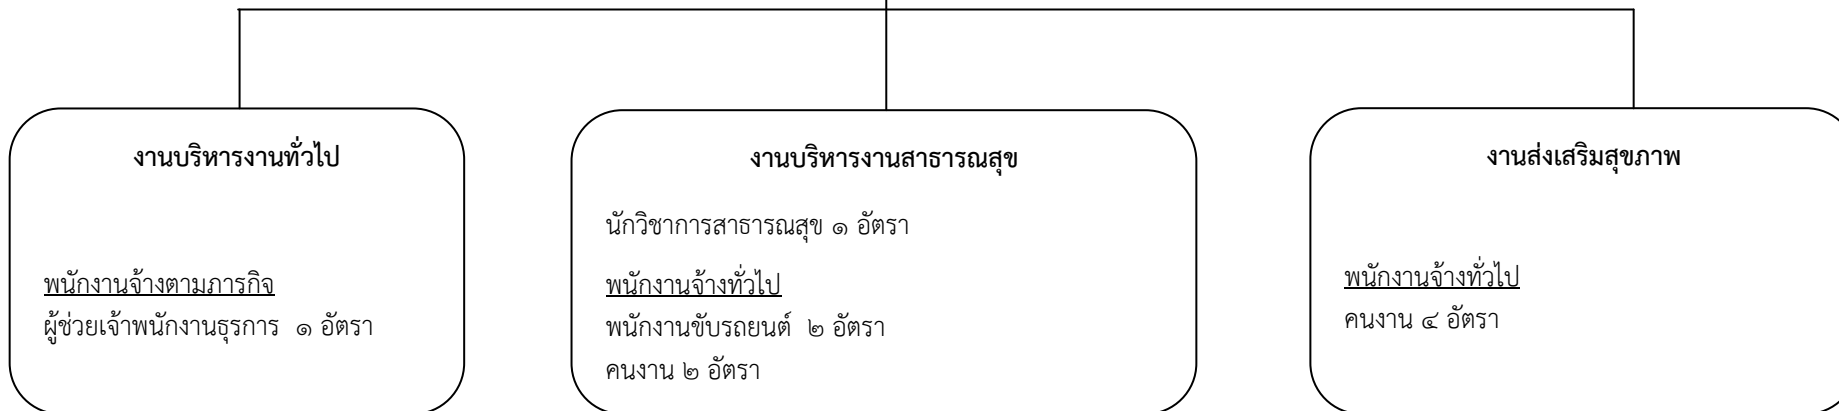 งานบริหารงานทั่วไป
พนักงานจ้างตามภารกิจ
ผู้ช่วยเจ้าพนักงานธุรการ ๑ อัตรา
งานบริหารงานสาธารณสุข
นักวิชาการสาธารณสุข ๑ อัตรา
พนักงานจ้างทั่วไป
พนักงานขับรถยนต์ ๒ อัตรา
คนงาน ๒ อัตรา
งานส่งเสริมสุขภาพ
พนักงานจ้างทั่วไป
คนงาน ๔ อัตรา